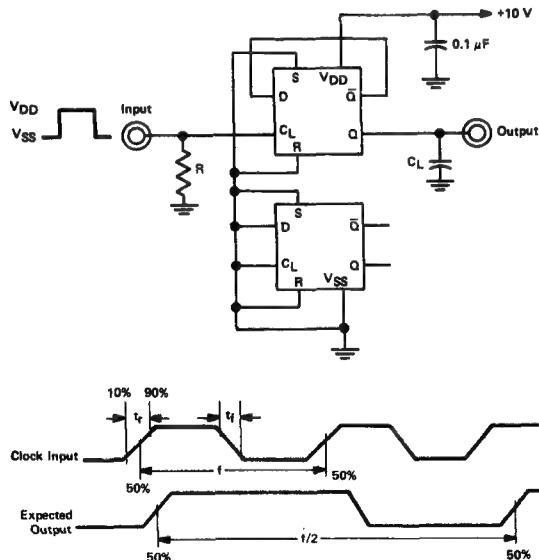 +10 V
0.1 μF
S
VDD
D
Q̅
VDD
VSS
Input
CL
Q
Output
R
R
CL
S
D
Q̅
CL
Q
R
VSS
10%
90%
tr
tf
Clock Input
50%
f
50%
Expected
Output
50%
f/2
50%